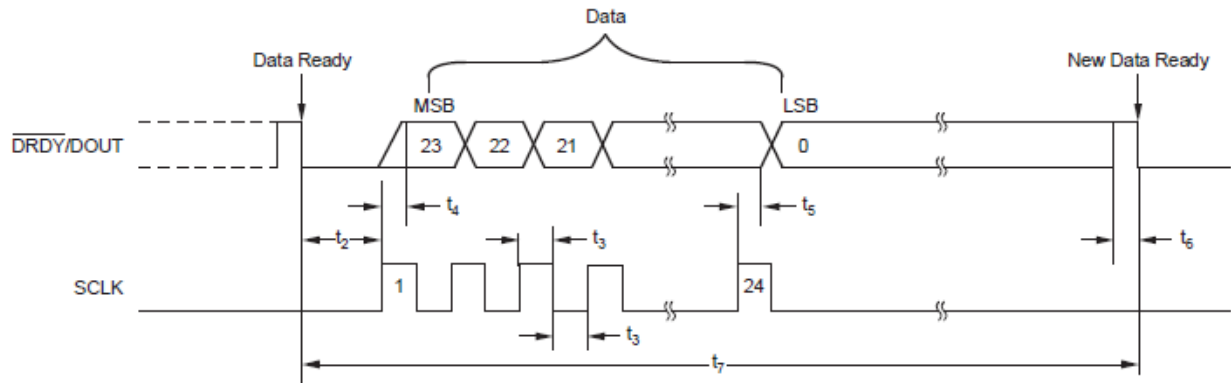 Data
Data Ready
New Data Ready
MSB
LSB
DRDY/DOUT
23
22
21
0
t4
t5
t2
t3
t6
SCLK
1
24
t3
t7